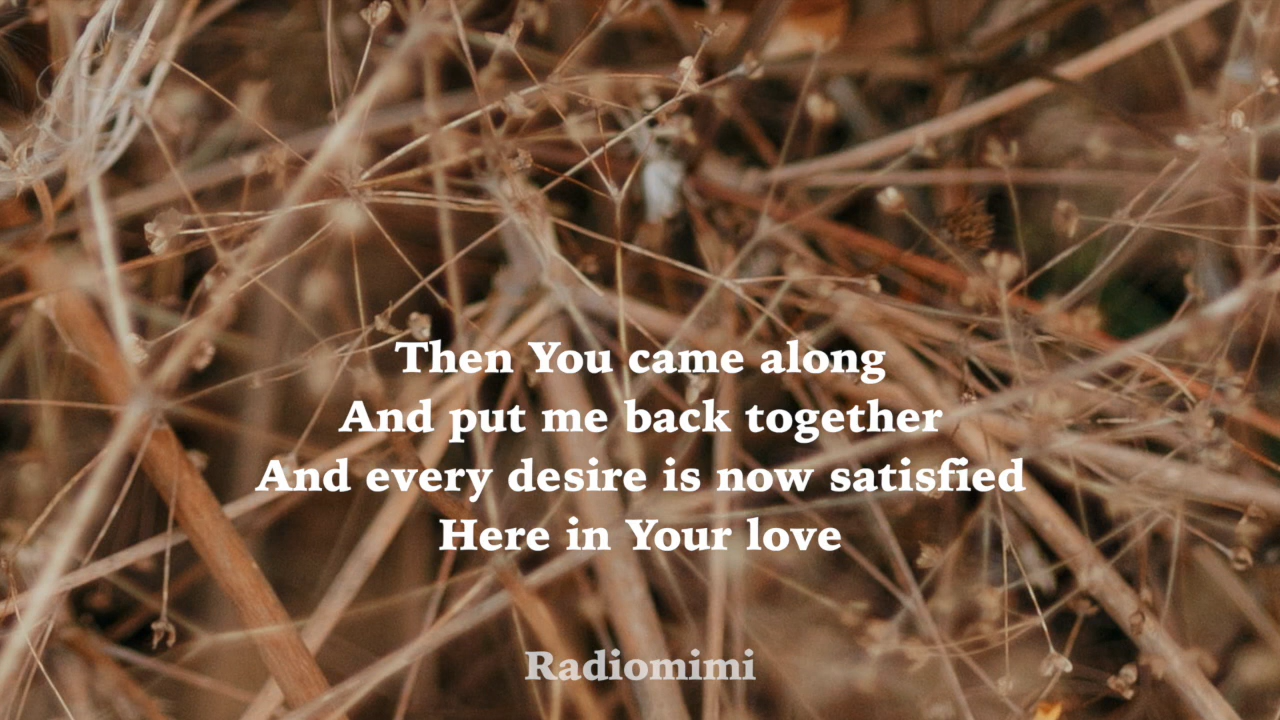 Then You came along
And put me back together
And every desire is now satisfied
Here in Your love
Radiomimi